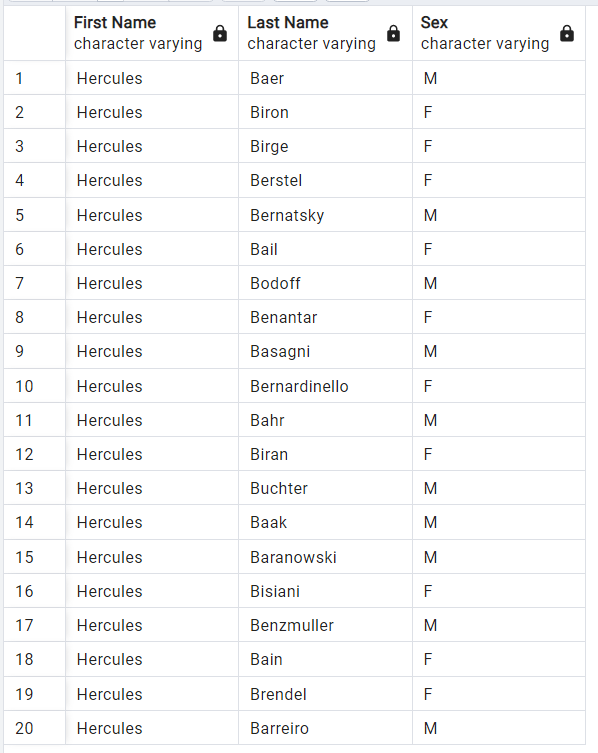 First Name Last Name Sex
character varying character varying character varying
1 Hercules Baer M
2 Hercules Biron F
3 Hercules Birge F
4 Hercules Berstel F
5 Hercules Bernatsky M
6 Hercules Bail F
7 Hercules Bodoff M
8 Hercules Benantar F
9 Hercules Basagni M
10 Hercules Bernardinello F
11 Hercules Bahr M
12 Hercules Biran F
13 Hercules Buchter M
14 Hercules Baak M
15 Hercules Baranowski M
16 Hercules Bisiani F
17 Hercules Benzmuller M
18 Hercules Bain F
19 Hercules Brendel F
20 Hercules Barreiro M